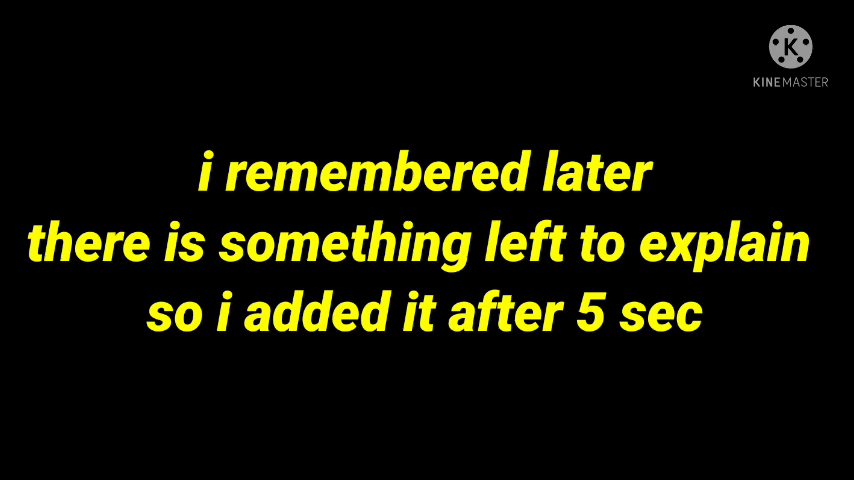 K
KINEMASTER
i remembered later
there is something left to explain
so i added it after 5 sec